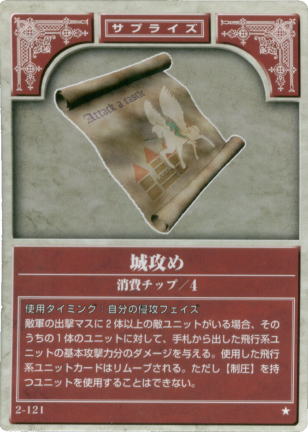 サプライズ
Attack a castle
城攻め
消費チップ／4
使用タイミング：自分の侵攻フェイズ
敵軍の出撃マスに2体以上の敵ユニットがいる場合、その
うちの1体のユニットに対して、手札から出した飛行系ユ
ニットの基本攻撃力分のダメージを与える。使用した飛行
系ユニットカードはリムーブされる。ただし【制圧】を持
つユニットを使用することはできない。
2-121
★